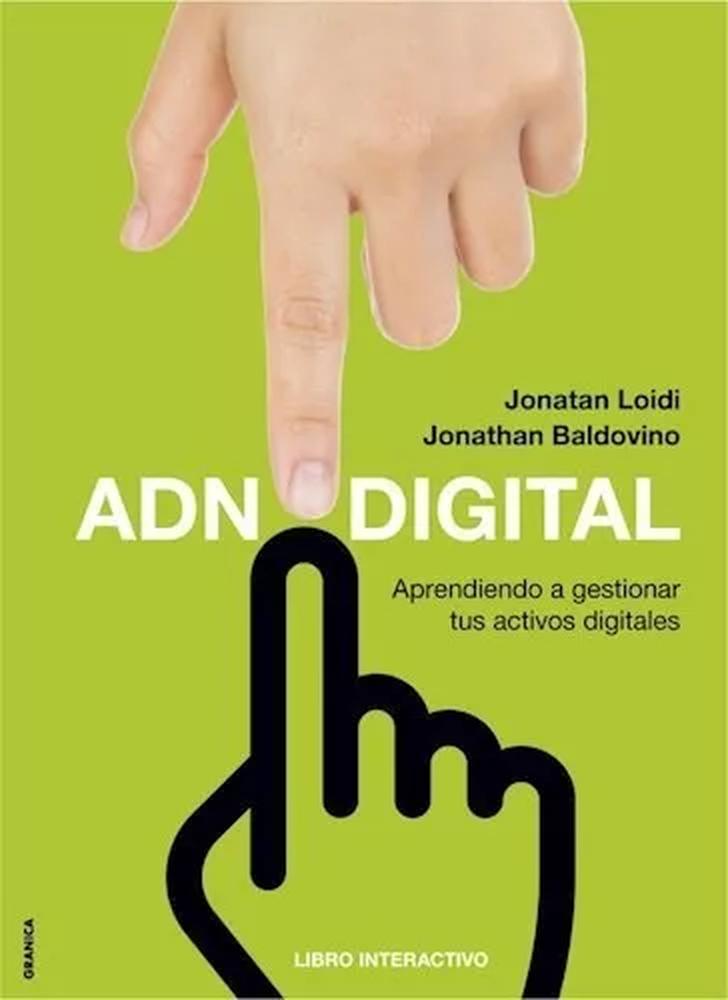 Jonatan Loidi
Jonathan Baldovino
ADN DIGITAL
Aprendiendo a gestionar
tus activos digitales
LIBRO INTERACTIVO
GRANICA